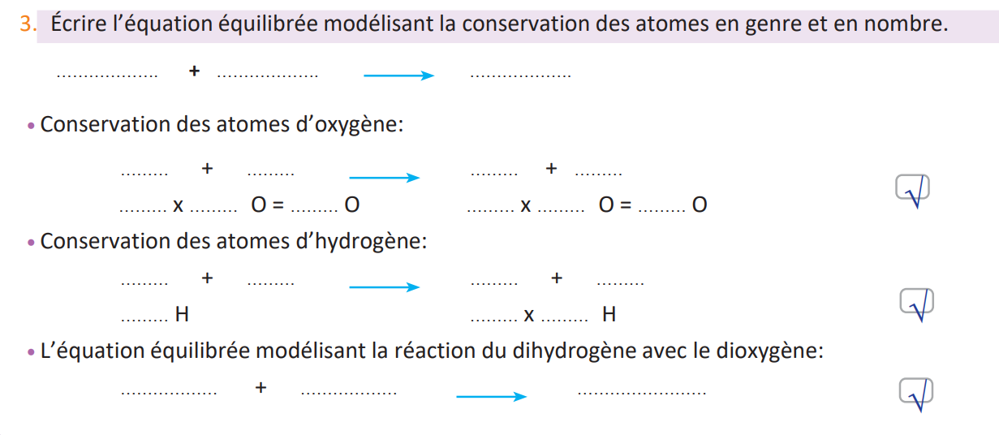 3. Écrire l'équation équilibrée modélisant la conservation des atomes en genre et en nombre.
................... + ................... ⟶ ...................
• Conservation des atomes d'oxygène:
......... + ......... ⟶ ......... + .........
......... x ......... O = ......... O ......... x ......... O = ......... O √
• Conservation des atomes d'hydrogène:
......... + ......... ⟶ ......... + .........
......... H ......... x ......... H √
• L'équation équilibrée modélisant la réaction du dihydrogène avec le dioxygène:
.................. + .................. ⟶ ........................ √